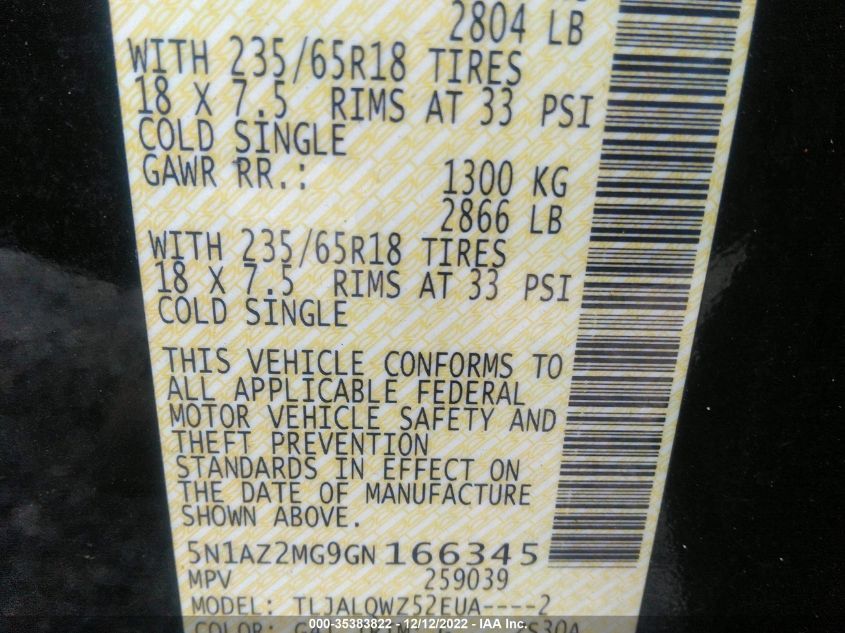 2804 LB
WITH 235/65R18 TIRES
18 X 7.5 RIMS AT 33 PSI
COLD SINGLE
GAWR RR.: 1300 KG
2866 LB
WITH 235/65R18 TIRES
18 X 7.5 RIMS AT 33 PSI
COLD SINGLE
THIS VEHICLE CONFORMS TO
ALL APPLICABLE FEDERAL
MOTOR VEHICLE SAFETY AND
THEFT PREVENTION
STANDARDS IN EFFECT ON
THE DATE OF MANUFACTURE
SHOWN ABOVE.
5N1AZ2MG9GN166345
MPV 259039
MODEL: TLJALQWZ52EUA----2
COLOR:
000-35383822 - 12/12/2022 - IAA Inc.